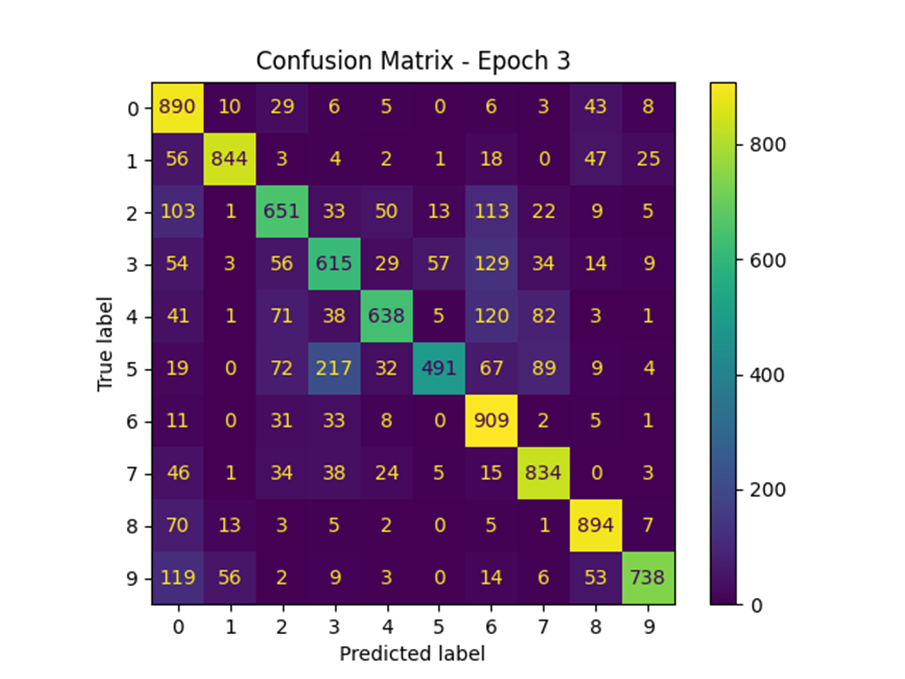 Confusion Matrix - Epoch 3
0 890 10 29 6 5 0 6 3 43 8
1 56 844 3 4 2 1 18 0 47 25
2 103 1 651 33 50 13 113 22 9 5
3 54 3 56 615 29 57 129 34 14 9
4 41 1 71 38 638 5 120 82 3 1
5 19 0 72 217 32 491 67 89 9 4
6 11 0 31 33 8 0 909 2 5 1
7 46 1 34 38 24 5 15 834 0 3
8 70 13 3 5 2 0 5 1 894 7
9 119 56 2 9 3 0 14 6 53 738
0 1 2 3 4 5 6 7 8 9
Predicted label
True label
800
600
400
200
0